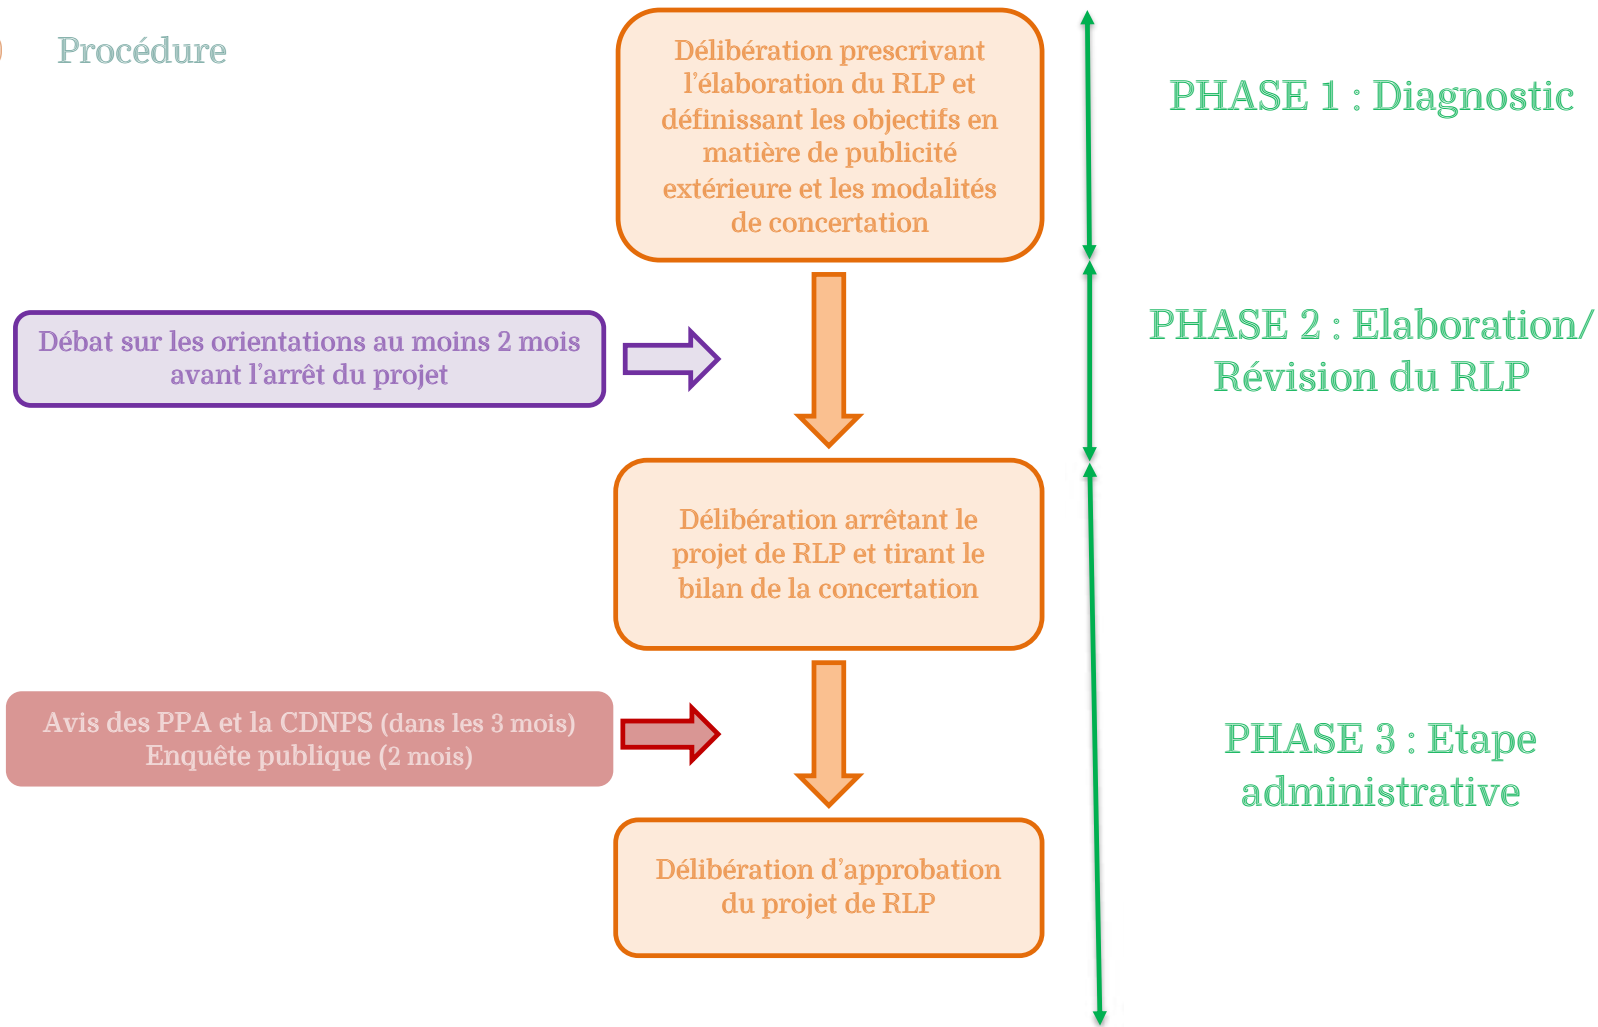 Procédure
Délibération prescrivant
l’élaboration du RLP et
définissant les objectifs en
matière de publicité
extérieure et les modalités
de concertation
PHASE 1 : Diagnostic
Débat sur les orientations au moins 2 mois
avant l’arrêt du projet
PHASE 2 : Elaboration/
Révision du RLP
Délibération arrêtant le
projet de RLP et tirant le
bilan de la concertation
Avis des PPA et la CDNPS (dans les 3 mois)
Enquête publique (2 mois)
PHASE 3 : Etape
administrative
Délibération d’approbation
du projet de RLP